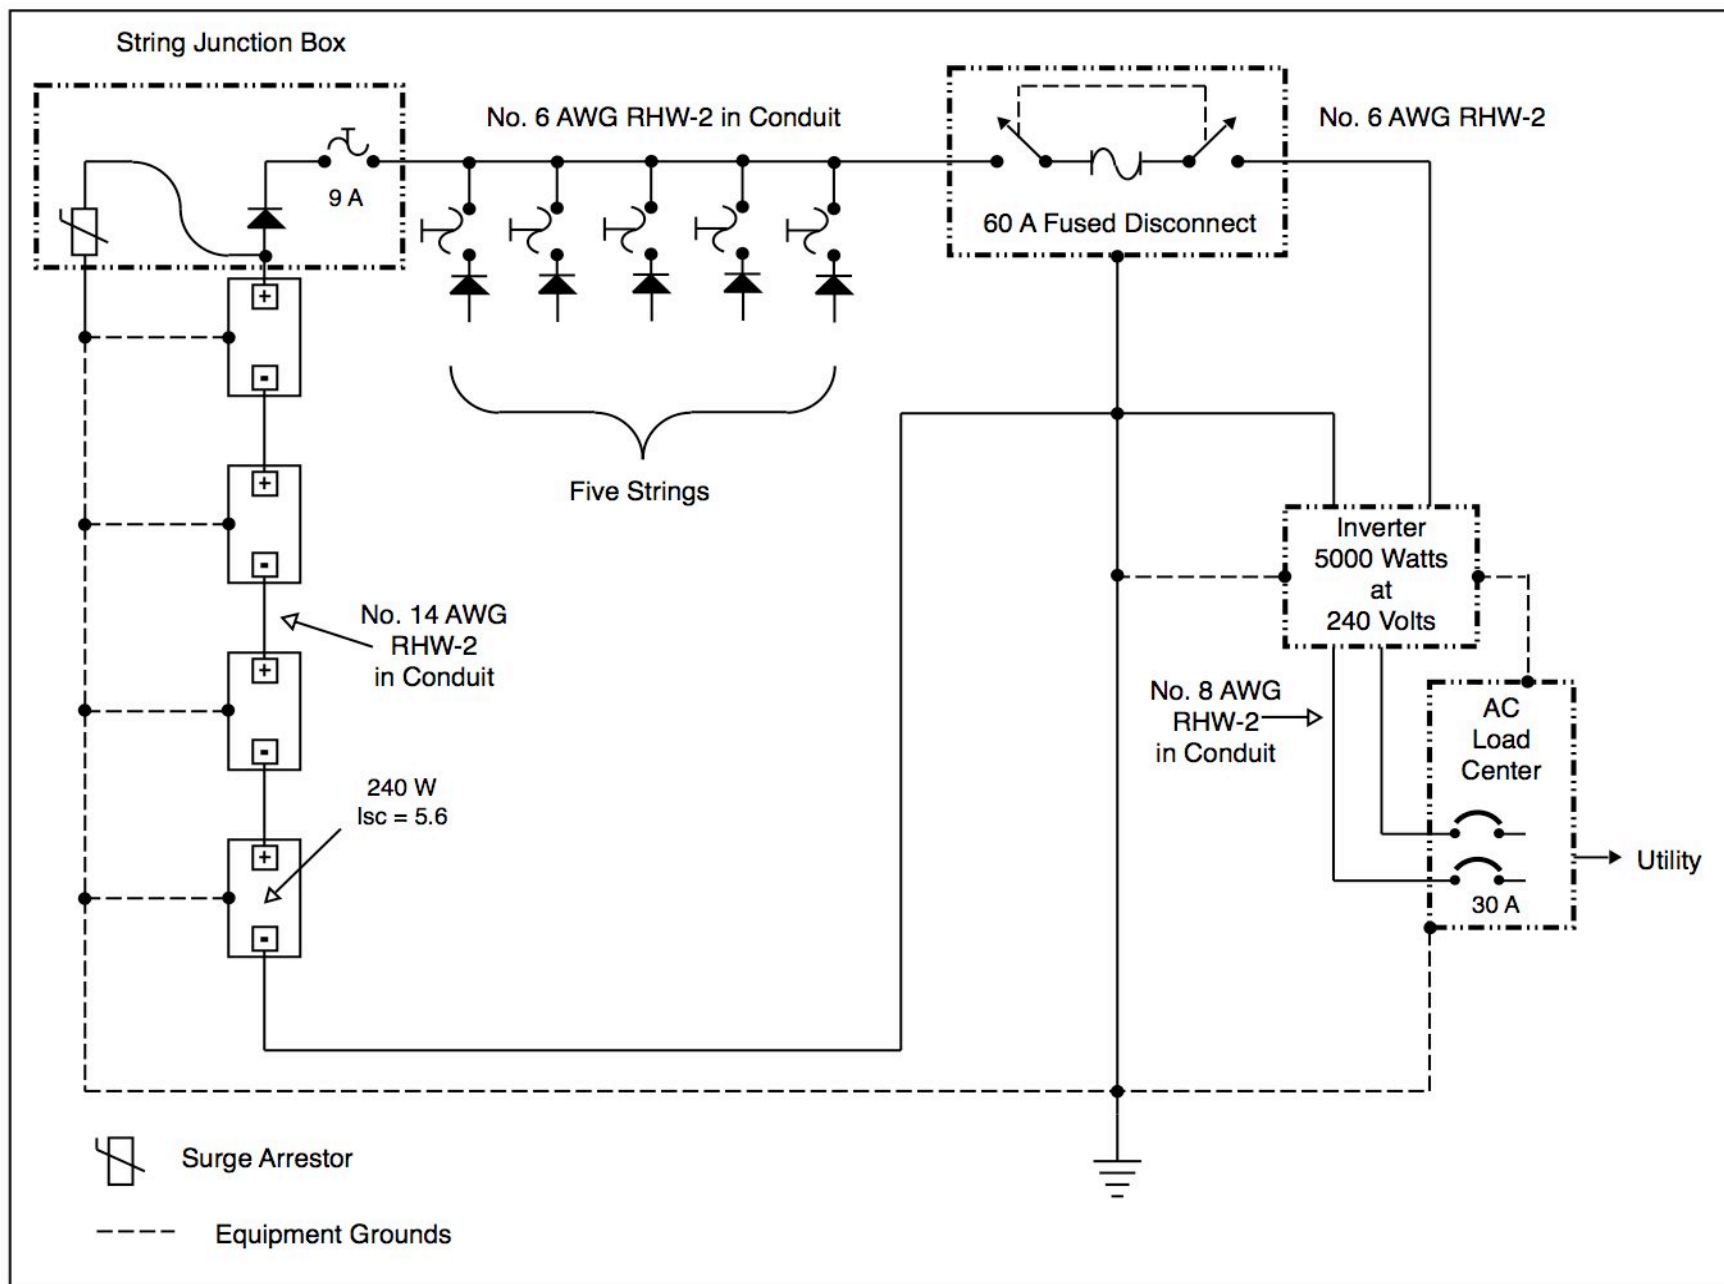 String Junction Box
No. 6 AWG RHW-2 in Conduit
No. 6 AWG RHW-2
9 A
60 A Fused Disconnect
+
-
+
-
+
-
+
-
Five Strings
No. 14 AWG
RHW-2
in Conduit
240 W
Isc = 5.6
Inverter
5000 Watts
at
240 Volts
No. 8 AWG
RHW-2
in Conduit
AC
Load
Center
30 A
Utility
Surge Arrestor
Equipment Grounds